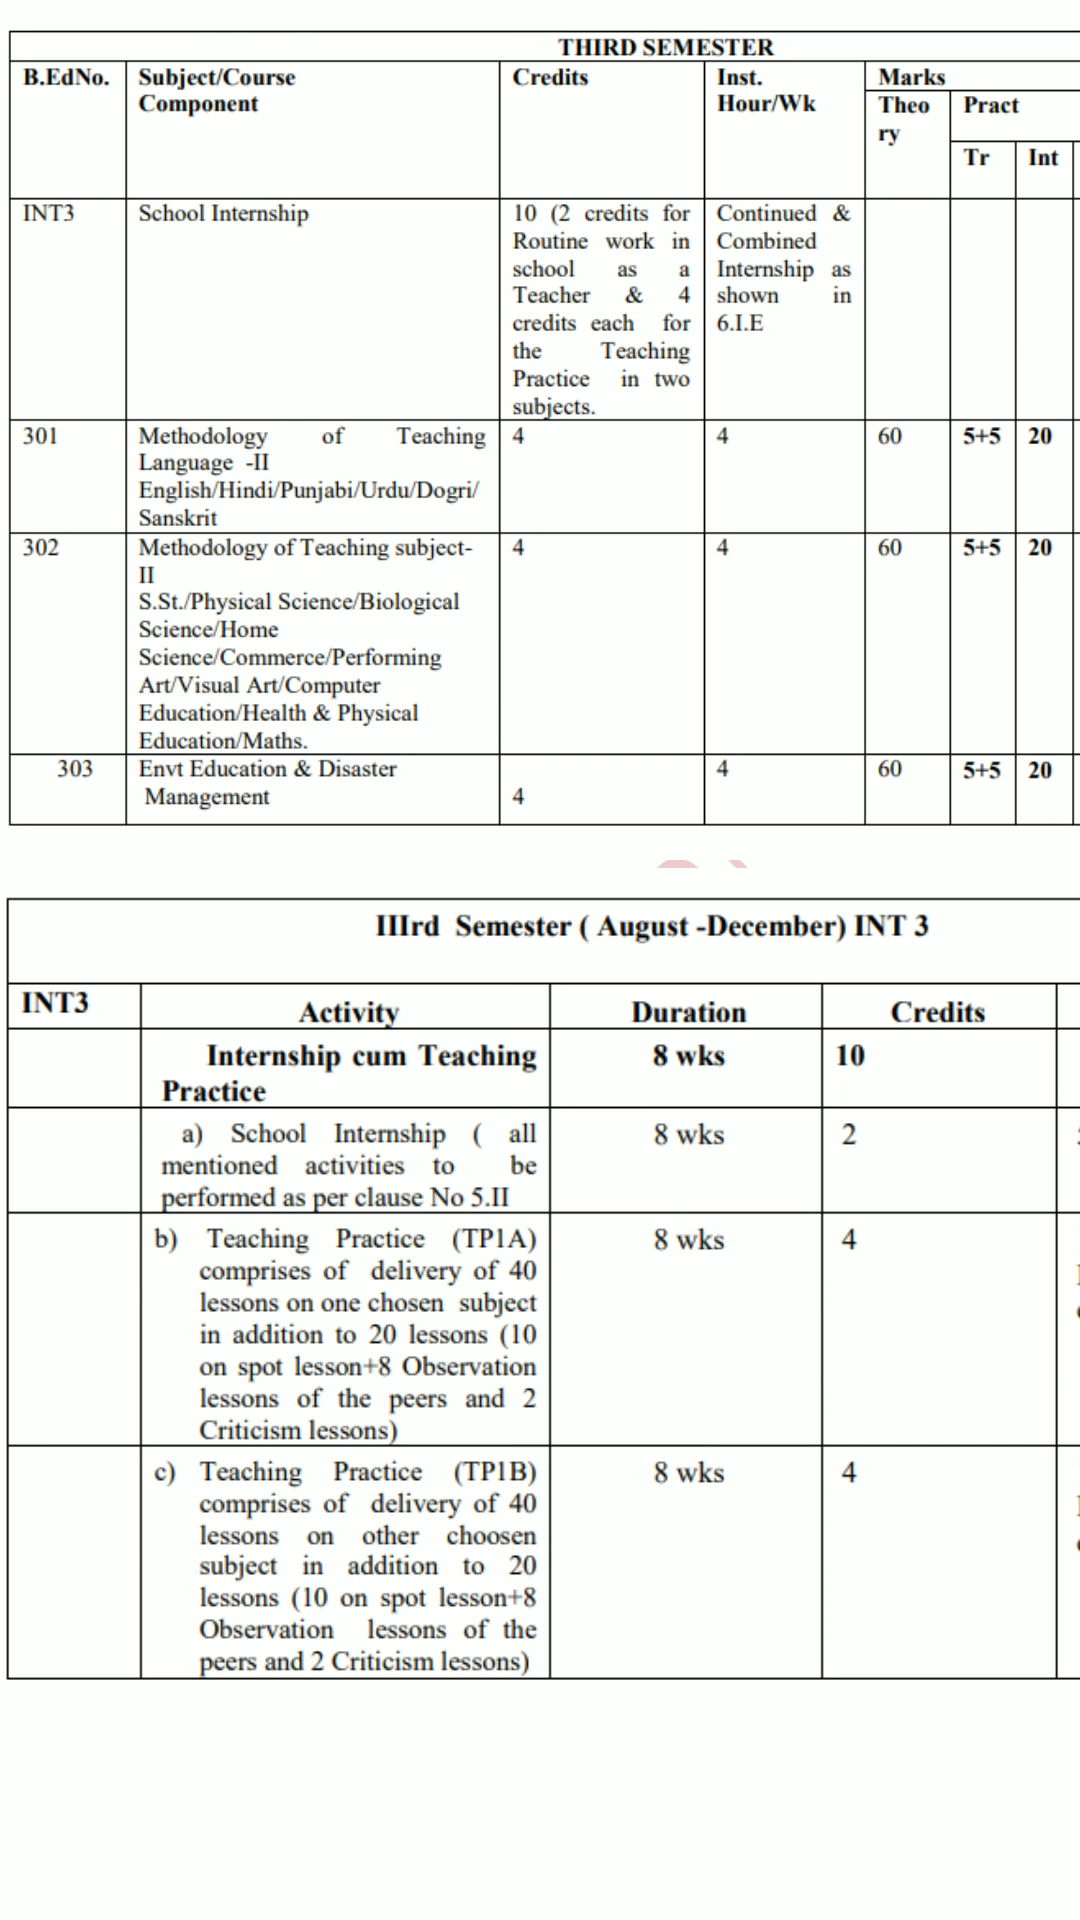 THIRD SEMESTER
B.EdNo. Subject/Course Credits Inst. Marks
Component Hour/Wk
Theo Pract
ry
Tr Int
INT3 School Internship 10 (2 credits for Continued &
Routine work in Combined
school as a Internship as
Teacher & 4 shown in
credits each for 6.I.E
the Teaching
Practice in two
subjects.
301 Methodology of Teaching 4 4 60 5+5 20
Language -II
English/Hindi/Punjabi/Urdu/Dogri/
Sanskrit
302 Methodology of Teaching subject- 4 4 60 5+5 20
II
S.St./Physical Science/Biological
Science/Home
Science/Commerce/Performing
Art/Visual Art/Computer
Education/Health & Physical
Education/Maths.
303 Envt Education & Disaster 4 60 5+5 20
Management 4
IIIrd Semester ( August -December) INT 3
INT3 Activity Duration Credits
Internship cum Teaching 8 wks 10
Practice
a) School Internship ( all 8 wks 2
mentioned activities to be
performed as per clause No 5.II
b) Teaching Practice (TP1A) 8 wks 4
comprises of delivery of 40
lessons on one chosen subject
in addition to 20 lessons (10
on spot lesson+8 Observation
lessons of the peers and 2
Criticism lessons)
c) Teaching Practice (TP1B) 8 wks 4
comprises of delivery of 40
lessons on other choosen
subject in addition to 20
lessons (10 on spot lesson+8
Observation lessons of the
peers and 2 Criticism lessons)